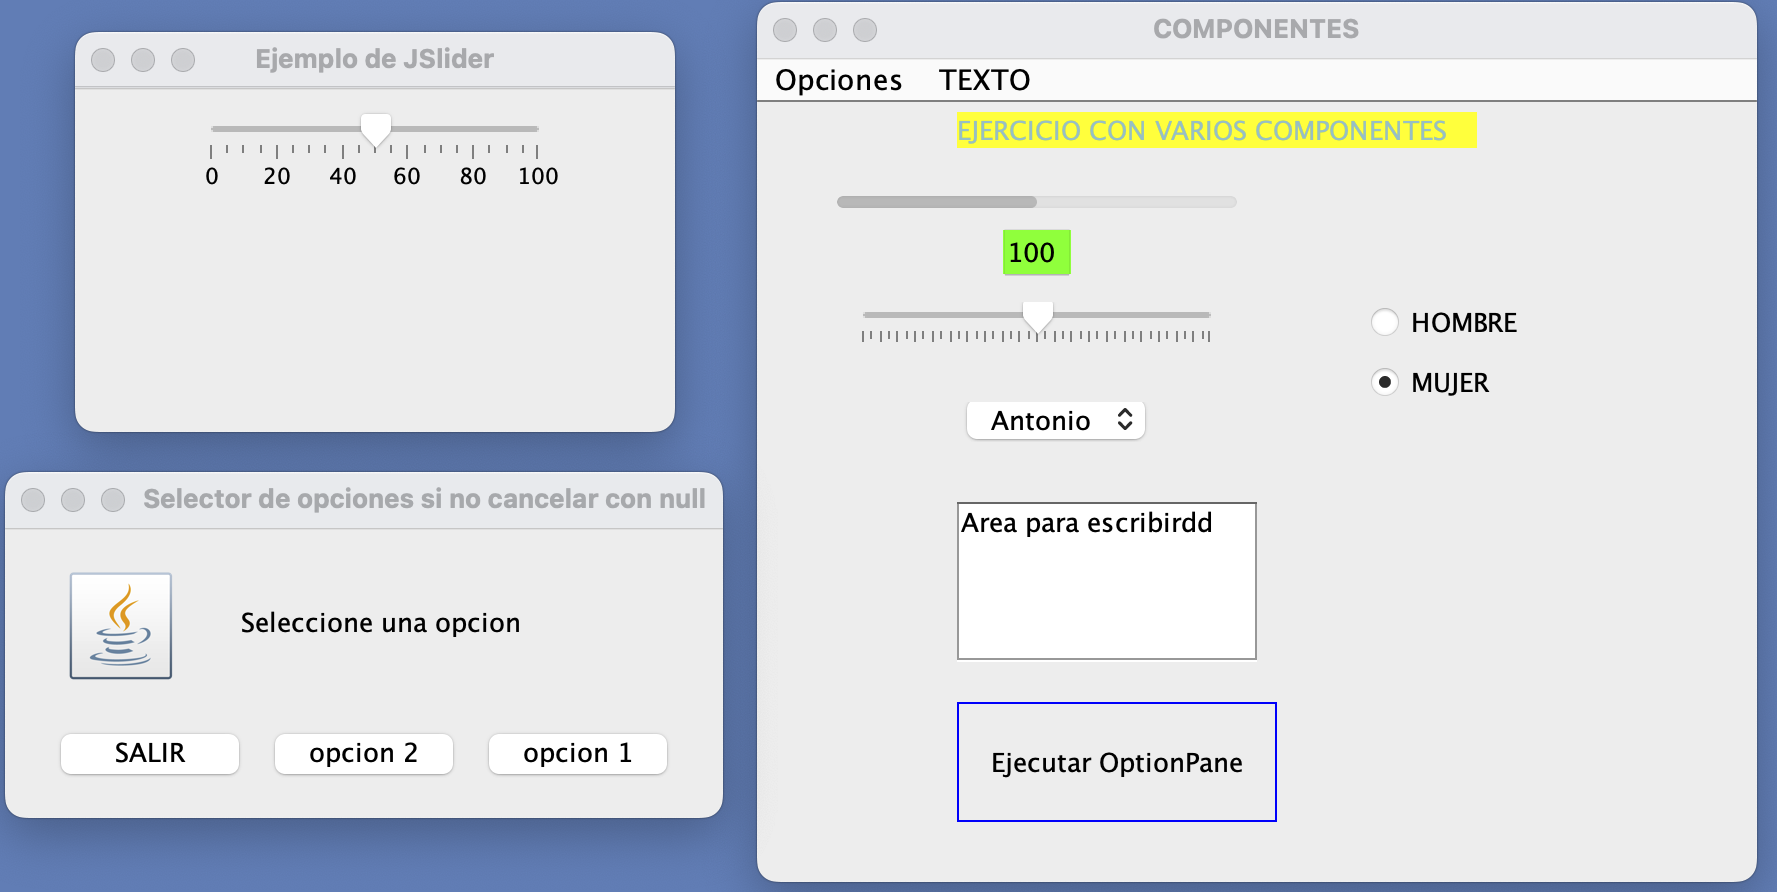 Ejemplo de JSlider
0 20 40 60 80 100
Selector de opciones si no cancelar con null
Seleccione una opcion
SALIR opcion 2 opcion 1
COMPONENTES
Opciones TEXTO
EJERCICIO CON VARIOS COMPONENTES
100
HOMBRE
MUJER
Antonio
Area para escribirdd
Ejecutar OptionPane